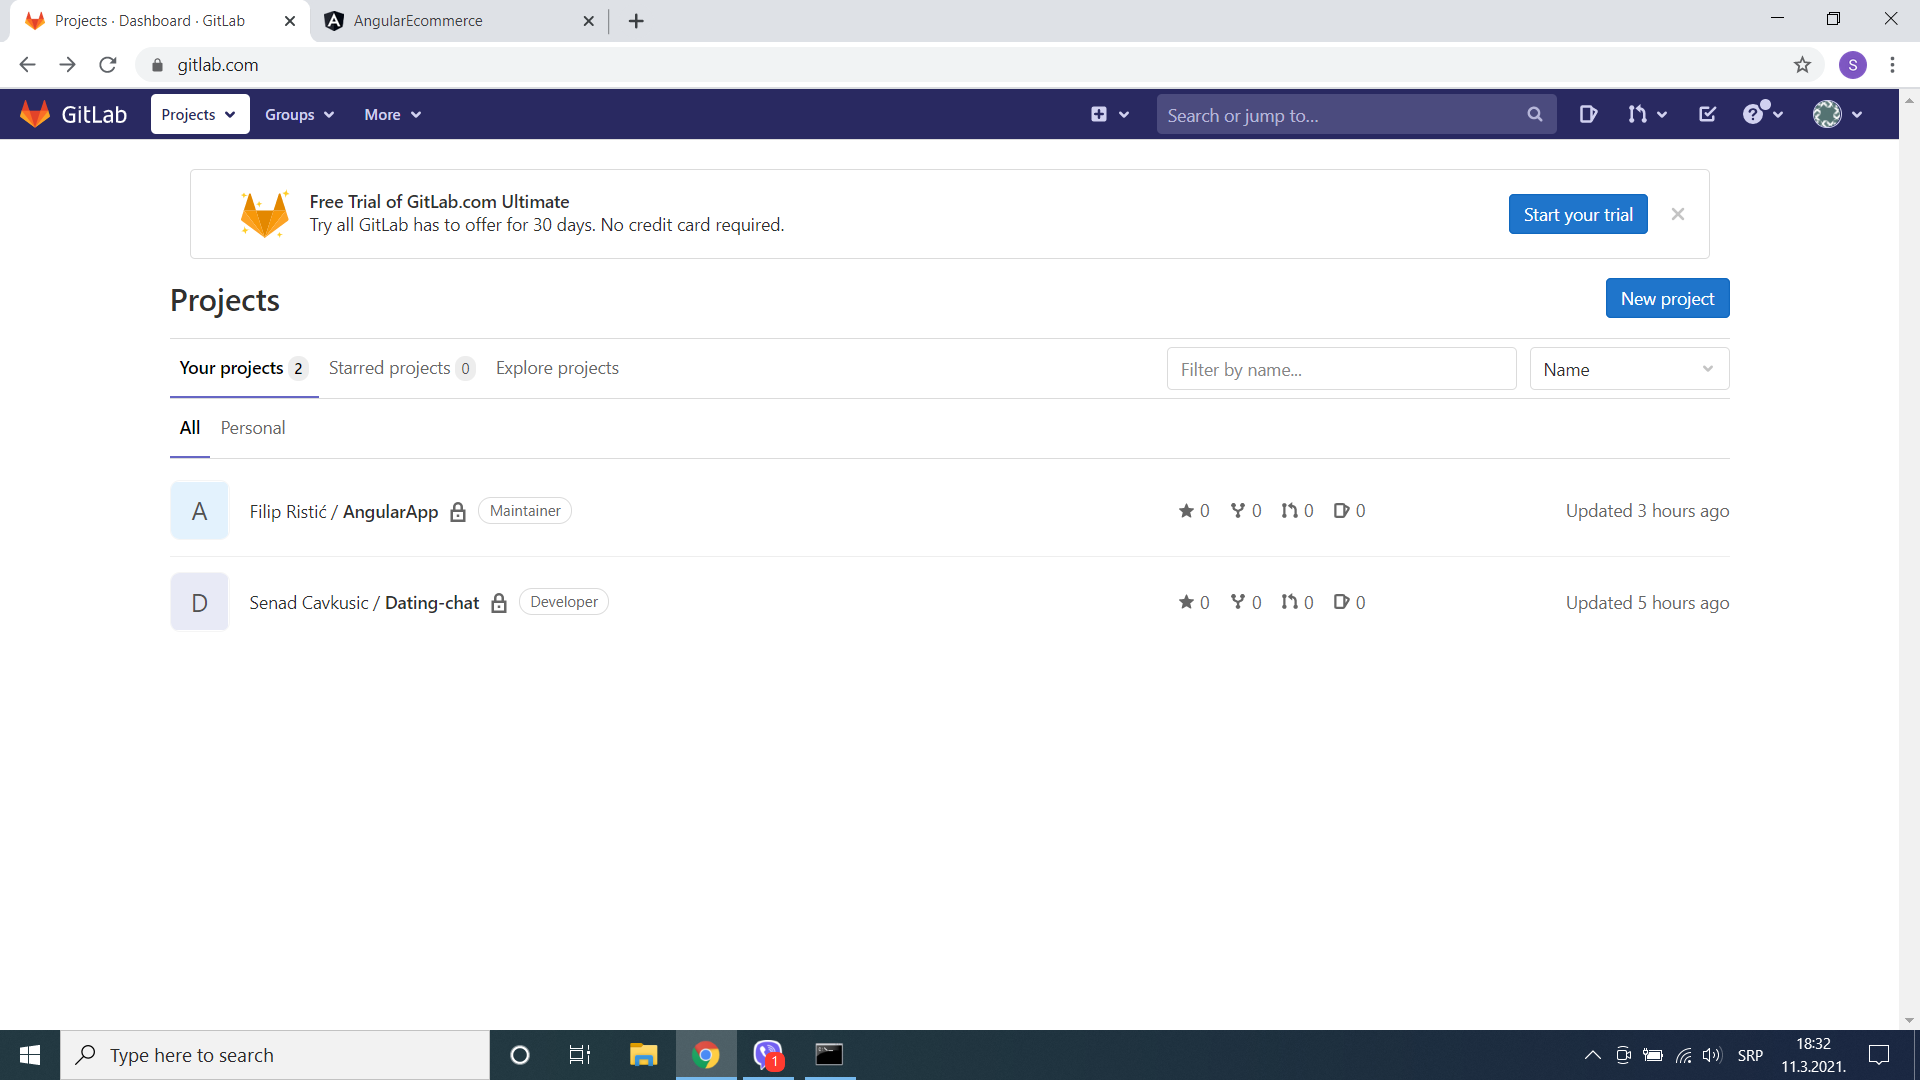 Projects · Dashboard · GitLab
AngularEcommerce
gitlab.com
S
GitLab
Projects
Groups
More
Search or jump to...
Free Trial of GitLab.com Ultimate
Try all GitLab has to offer for 30 days. No credit card required.
Start your trial
Projects
New project
Your projects 2
Starred projects 0
Explore projects
Filter by name...
Name
All
Personal
A
Filip Ristić / AngularApp
Maintainer
0 0 0 0
Updated 3 hours ago
D
Senad Cavkusic / Dating-chat
Developer
0 0 0 0
Updated 5 hours ago
Type here to search
1
SRP
18:32
11.3.2021.